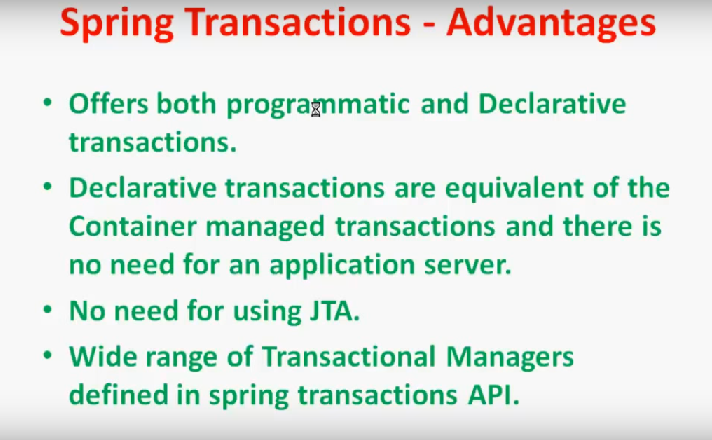 Spring Transactions - Advantages
• Offers both programmatic and Declarative
transactions.
• Declarative transactions are equivalent of the
Container managed transactions and there is
no need for an application server.
• No need for using JTA.
• Wide range of Transactional Managers
defined in spring transactions API.